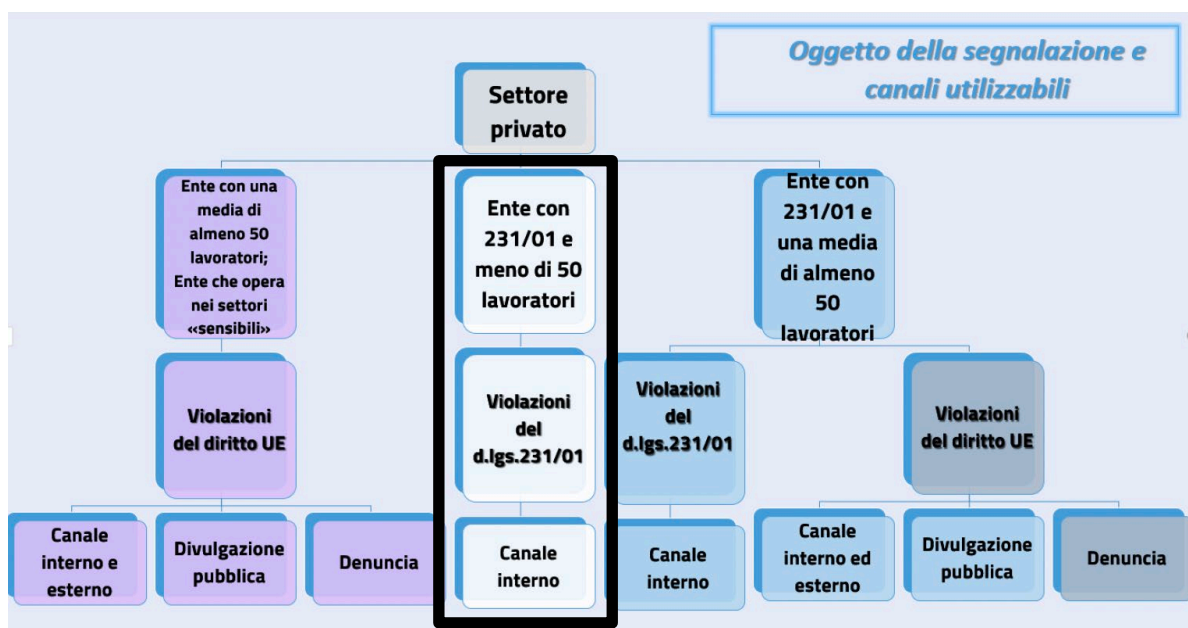 Oggetto della segnalazione e
canali utilizzabili
Settore
privato
Ente con una
media di
almeno 50
lavoratori;
Ente che opera
nei settori
«sensibili»
Ente con
231/01 e
meno di 50
lavoratori
Ente con
231/01 e
una media
di almeno
50
lavoratori
Violazioni
del diritto UE
Violazioni
del
d.lgs.231/01
Violazioni
del
d.lgs.231/01
Violazioni
del diritto UE
Canale
interno e
esterno
Divulgazione
pubblica
Denuncia
Canale
interno
Canale
interno
Canale
interno ed
esterno
Divulgazione
pubblica
Denuncia